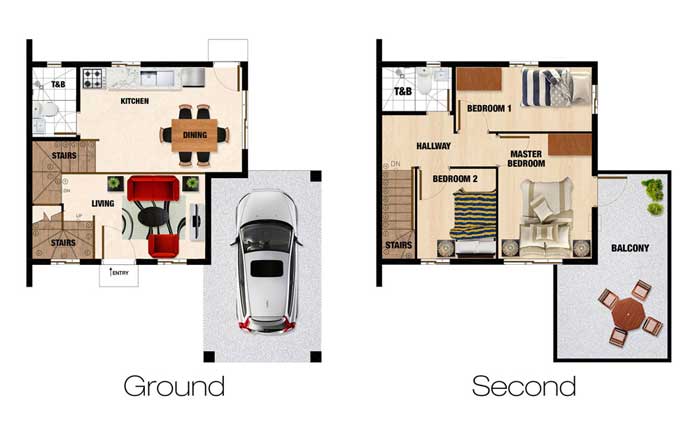 T&B
KITCHEN
DINING
STAIRS
DN
LIVING
UP
STAIRS
ENTRY
Ground
T&B
BEDROOM 1
HALLWAY
MASTER
BEDROOM
DN
BEDROOM 2
STAIRS
BALCONY
Second